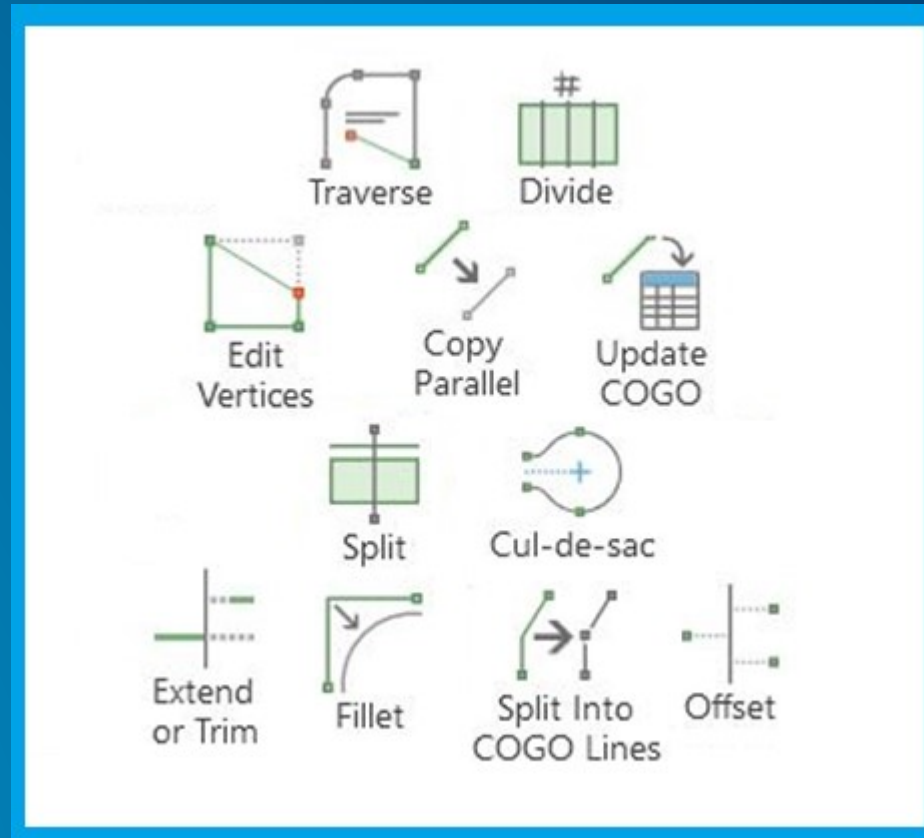 #
Traverse
Divide
Edit
Vertices
Copy
Parallel
Update
COGO
Split
Cul-de-sac
Extend
or Trim
Fillet
Split Into
COGO Lines
Offset